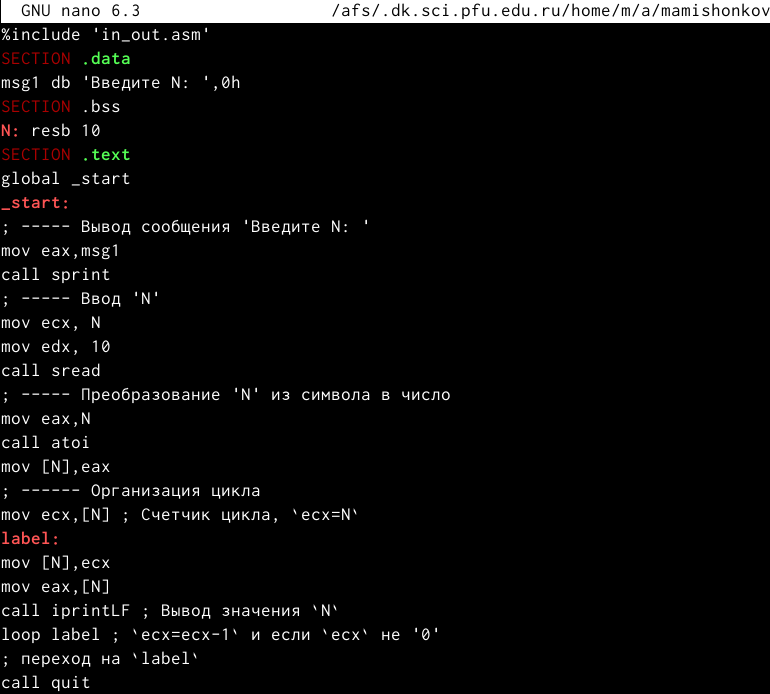 GNU nano 6.3 /afs/.dk.sci.pfu.edu.ru/home/m/a/mamishonkov
%include 'in_out.asm'
SECTION .data
msg1 db 'Введите N: ',0h
SECTION .bss
N: resb 10
SECTION .text
global _start
_start:
; ----- Вывод сообщения 'Введите N: '
mov eax,msg1
call sprint
; ----- Ввод 'N'
mov ecx, N
mov edx, 10
call sread
; ----- Преобразование 'N' из символа в число
mov eax,N
call atoi
mov [N],eax
; ------ Организация цикла
mov ecx,[N] ; Счетчик цикла, `ecx=N`
label:
mov [N],ecx
mov eax,[N]
call iprintLF ; Вывод значения `N`
loop label ; `ecx=ecx-1` и если `ecx` не '0'
; переход на `label`
call quit